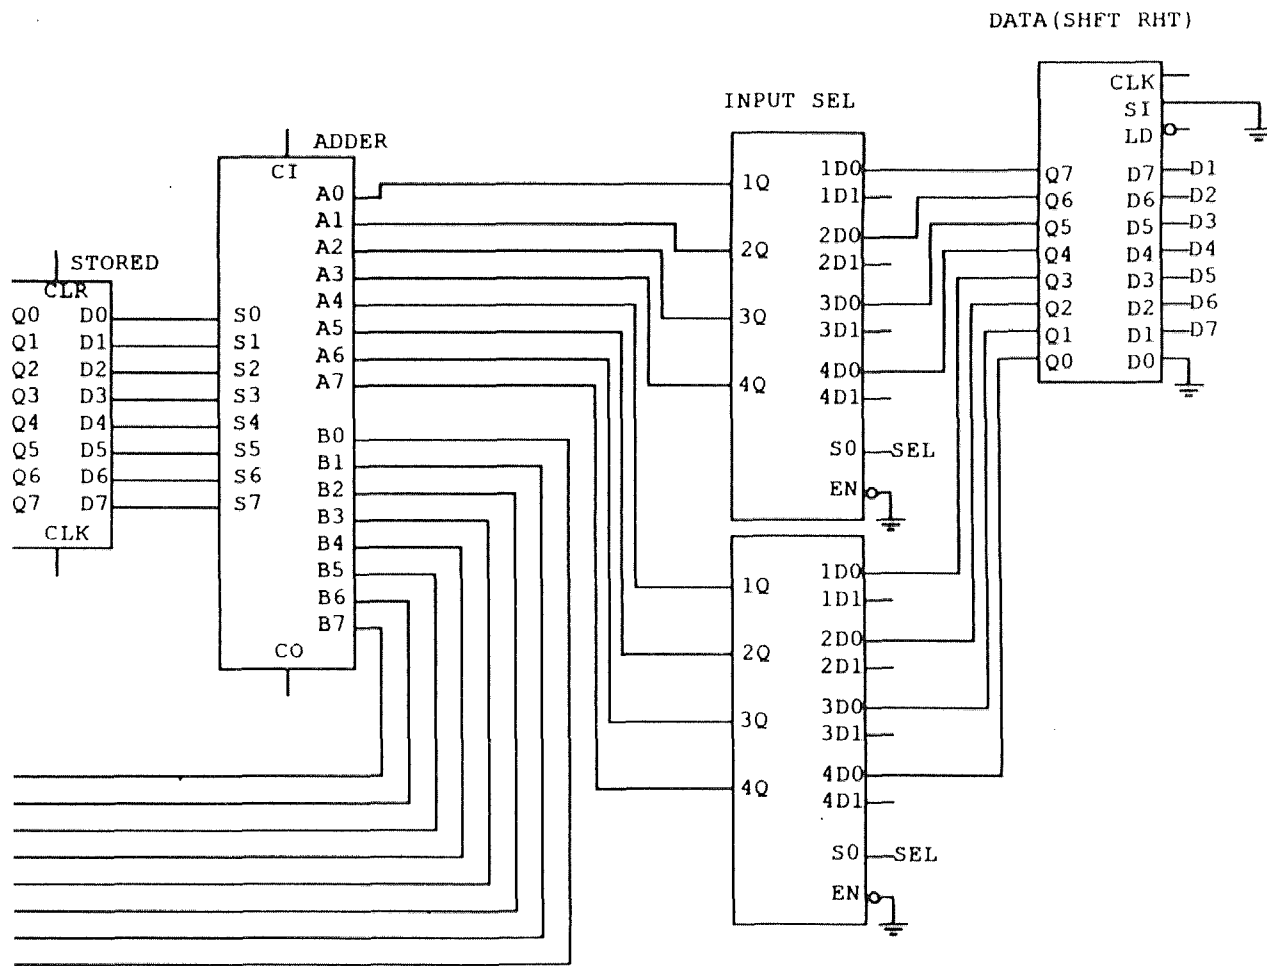 DATA(SHFT RHT)
CLK
SI
LD
Q7 D7 D1
Q6 D6 D2
Q5 D5 D3
Q4 D4 D4
Q3 D3 D5
Q2 D2 D6
Q1 D1 D7
Q0 D0
INPUT SEL
1D0
1Q
1D1
2D0
2Q
2D1
3D0
3Q
3D1
4D0
4Q
4D1
S0 SEL
EN
1D0
1Q
1D1
2D0
2Q
2D1
3D0
3Q
3D1
4D0
4Q
4D1
S0 SEL
EN
ADDER
CI
A0
A1
A2
A3
A4
A5
A6
A7
B0
B1
B2
B3
B4
B5
B6
B7
S0
S1
S2
S3
S4
S5
S6
S7
CO
STORED
CLR
Q0 D0
Q1 D1
Q2 D2
Q3 D3
Q4 D4
Q5 D5
Q6 D6
Q7 D7
CLK